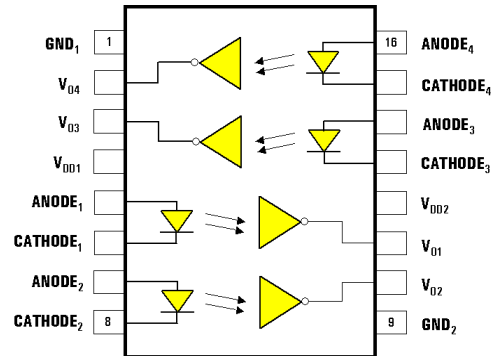 GND1 1 16 ANODE4
VO4 CATHODE4
VO3 ANODE3
VDD1 CATHODE3
ANODE1 VDD2
CATHODE1 VO1
ANODE2 VO2
CATHODE2 8 9 GND2